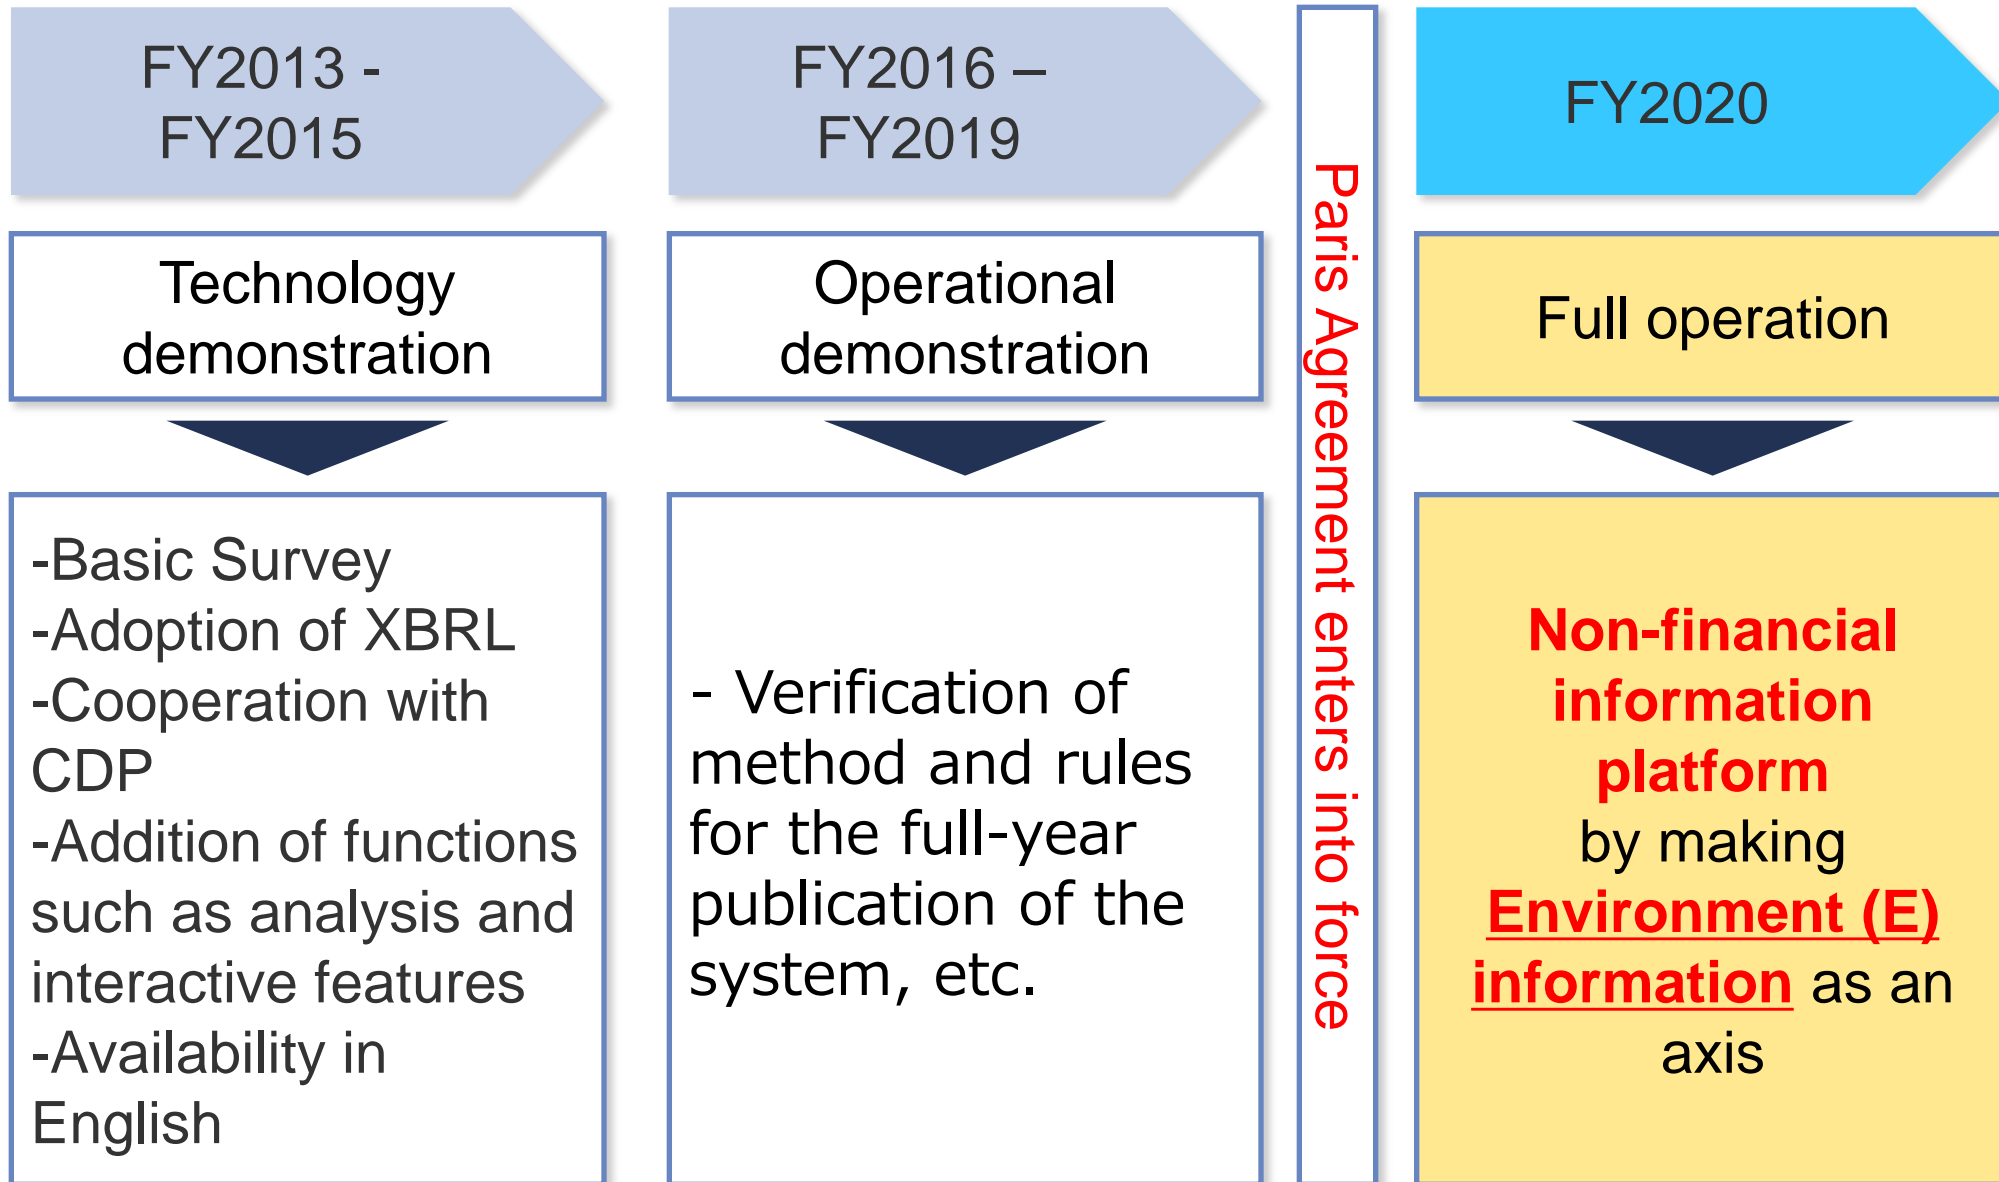 FY2013 -
FY2015
Technology
demonstration
-Basic Survey
-Adoption of XBRL
-Cooperation with
CDP
-Addition of functions
such as analysis and
interactive features
-Availability in
English
FY2016 –
FY2019
Operational
demonstration
- Verification of
method and rules
for the full-year
publication of the
system, etc.
Paris Agreement enters into force
FY2020
Full operation
Non-financial
information
platform
by making
Environment (E)
information as an
axis